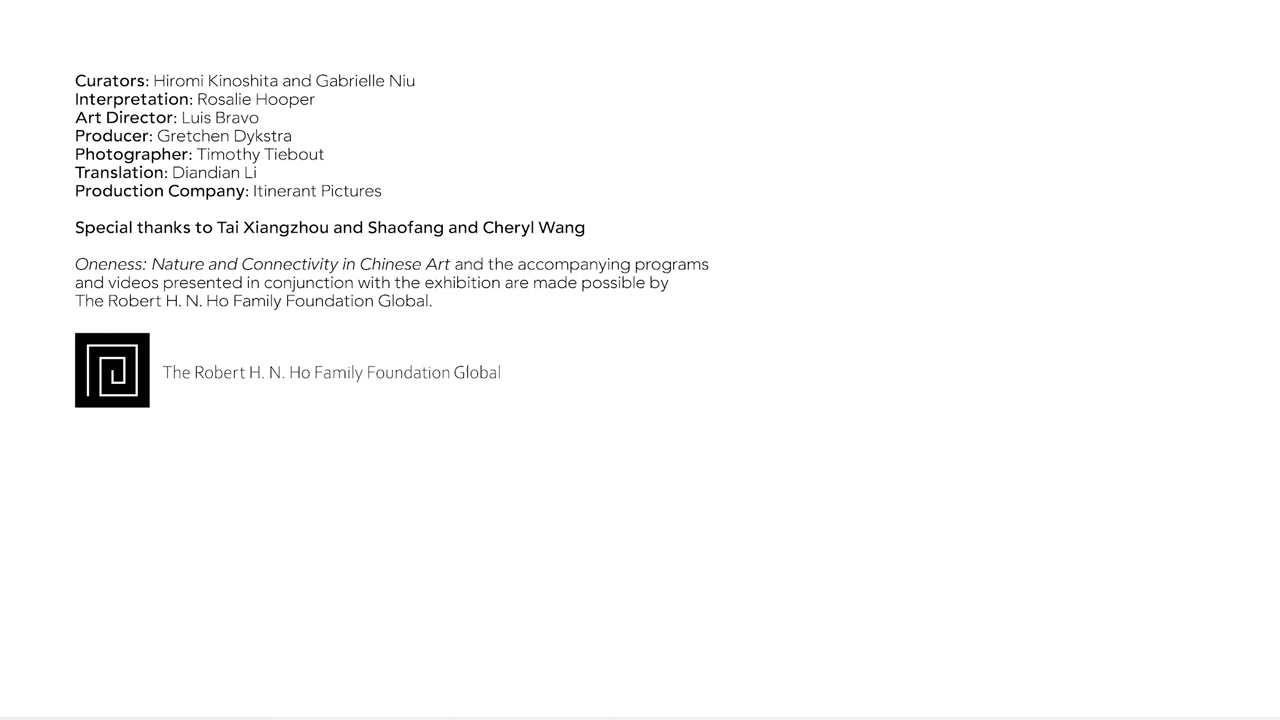 Curators: Hiromi Kinoshita and Gabrielle Niu
Interpretation: Rosalie Hooper
Art Director: Luis Bravo
Producer: Gretchen Dykstra
Photographer: Timothy Tiebout
Translation: Diandian Li
Production Company: Itinerant Pictures
Special thanks to Tai Xiangzhou and Shaofang and Cheryl Wang
Oneness: Nature and Connectivity in Chinese Art and the accompanying programs
and videos presented in conjunction with the exhibition are made possible by
The Robert H. N. Ho Family Foundation Global.
The Robert H. N. Ho Family Foundation Global